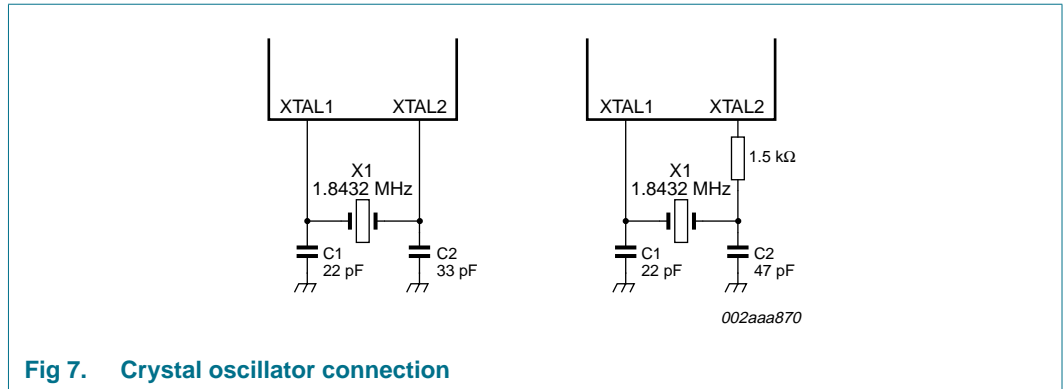 XTAL1 XTAL2
X1
1.8432 MHz
C1
22 pF
C2
33 pF
XTAL1 XTAL2
1.5 kΩ
X1
1.8432 MHz
C1
22 pF
C2
47 pF
002aaa870
Fig 7. Crystal oscillator connection